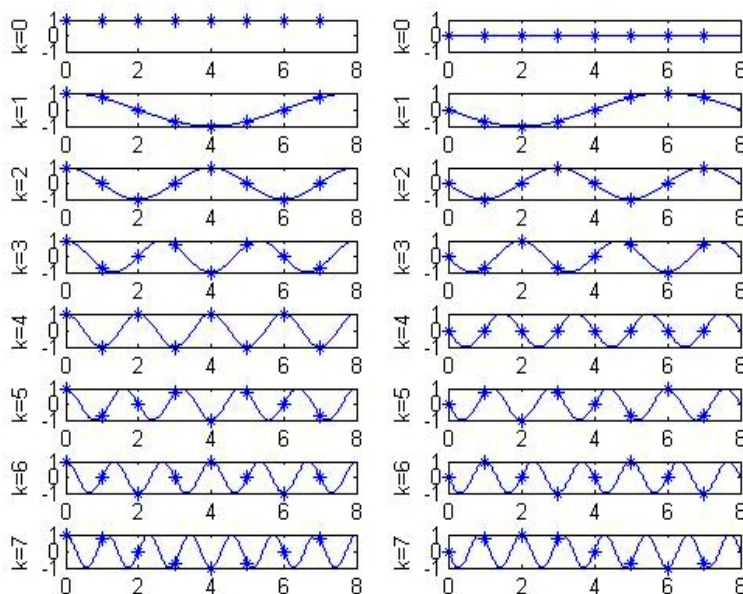 k=0 1 0 -1 0 2 4 6 8
k=0 1 0 -1 0 2 4 6 8
k=1 1 0 -1 0 2 4 6 8
k=1 1 0 -1 0 2 4 6 8
k=2 1 0 -1 0 2 4 6 8
k=2 1 0 -1 0 2 4 6 8
k=3 1 0 -1 0 2 4 6 8
k=3 1 0 -1 0 2 4 6 8
k=4 1 0 -1 0 2 4 6 8
k=4 1 0 -1 0 2 4 6 8
k=5 1 0 -1 0 2 4 6 8
k=5 1 0 -1 0 2 4 6 8
k=6 1 0 -1 0 2 4 6 8
k=6 1 0 -1 0 2 4 6 8
k=7 1 0 -1 0 2 4 6 8
k=7 1 0 -1 0 2 4 6 8